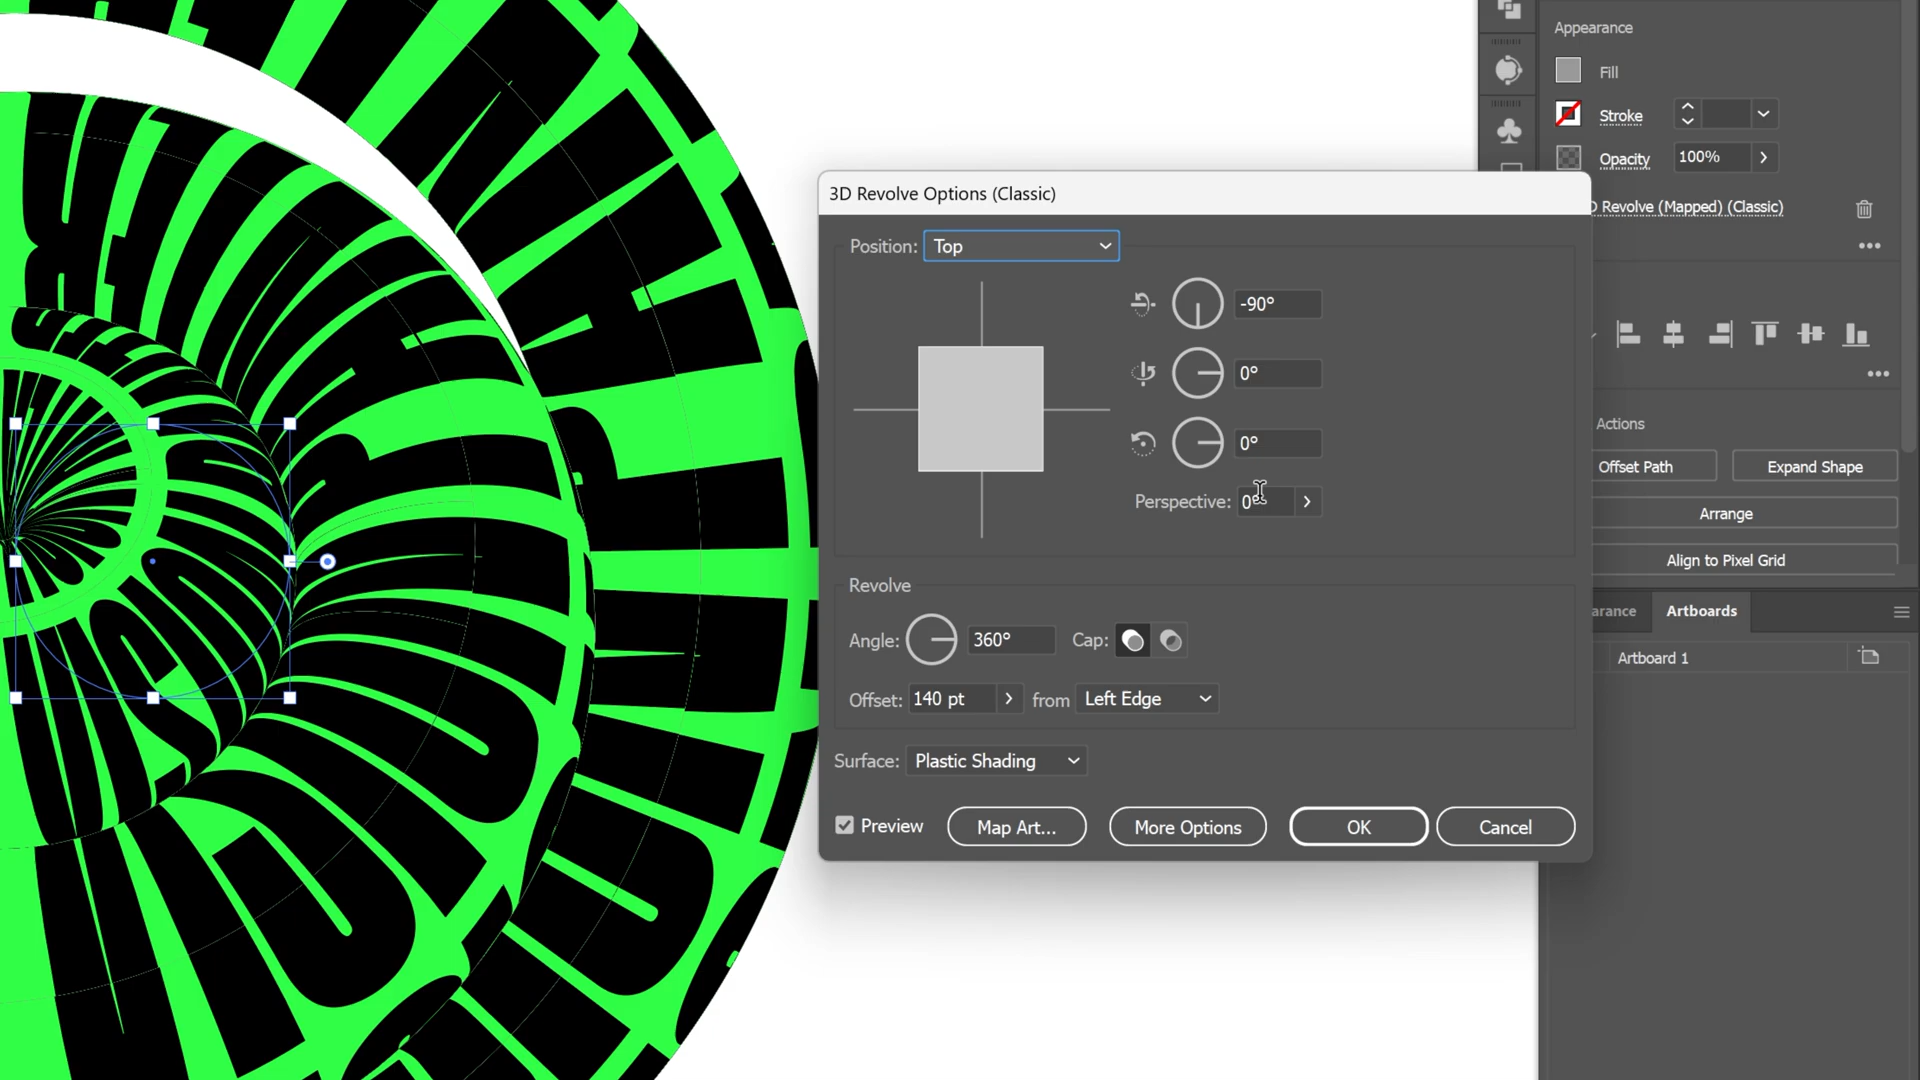 Appearance
Fill
Stroke
Opacity 100%
D Revolve (Mapped) (Classic)
3D Revolve Options (Classic)
Position: Top
-90°
0°
0°
Perspective: 0°
Revolve
Angle: 360° Cap:
Offset: 140 pt from Left Edge
Surface: Plastic Shading
Preview Map Art... More Options OK Cancel
Actions
Offset Path Expand Shape
Arrange
Align to Pixel Grid
arance Artboards
Artboard 1